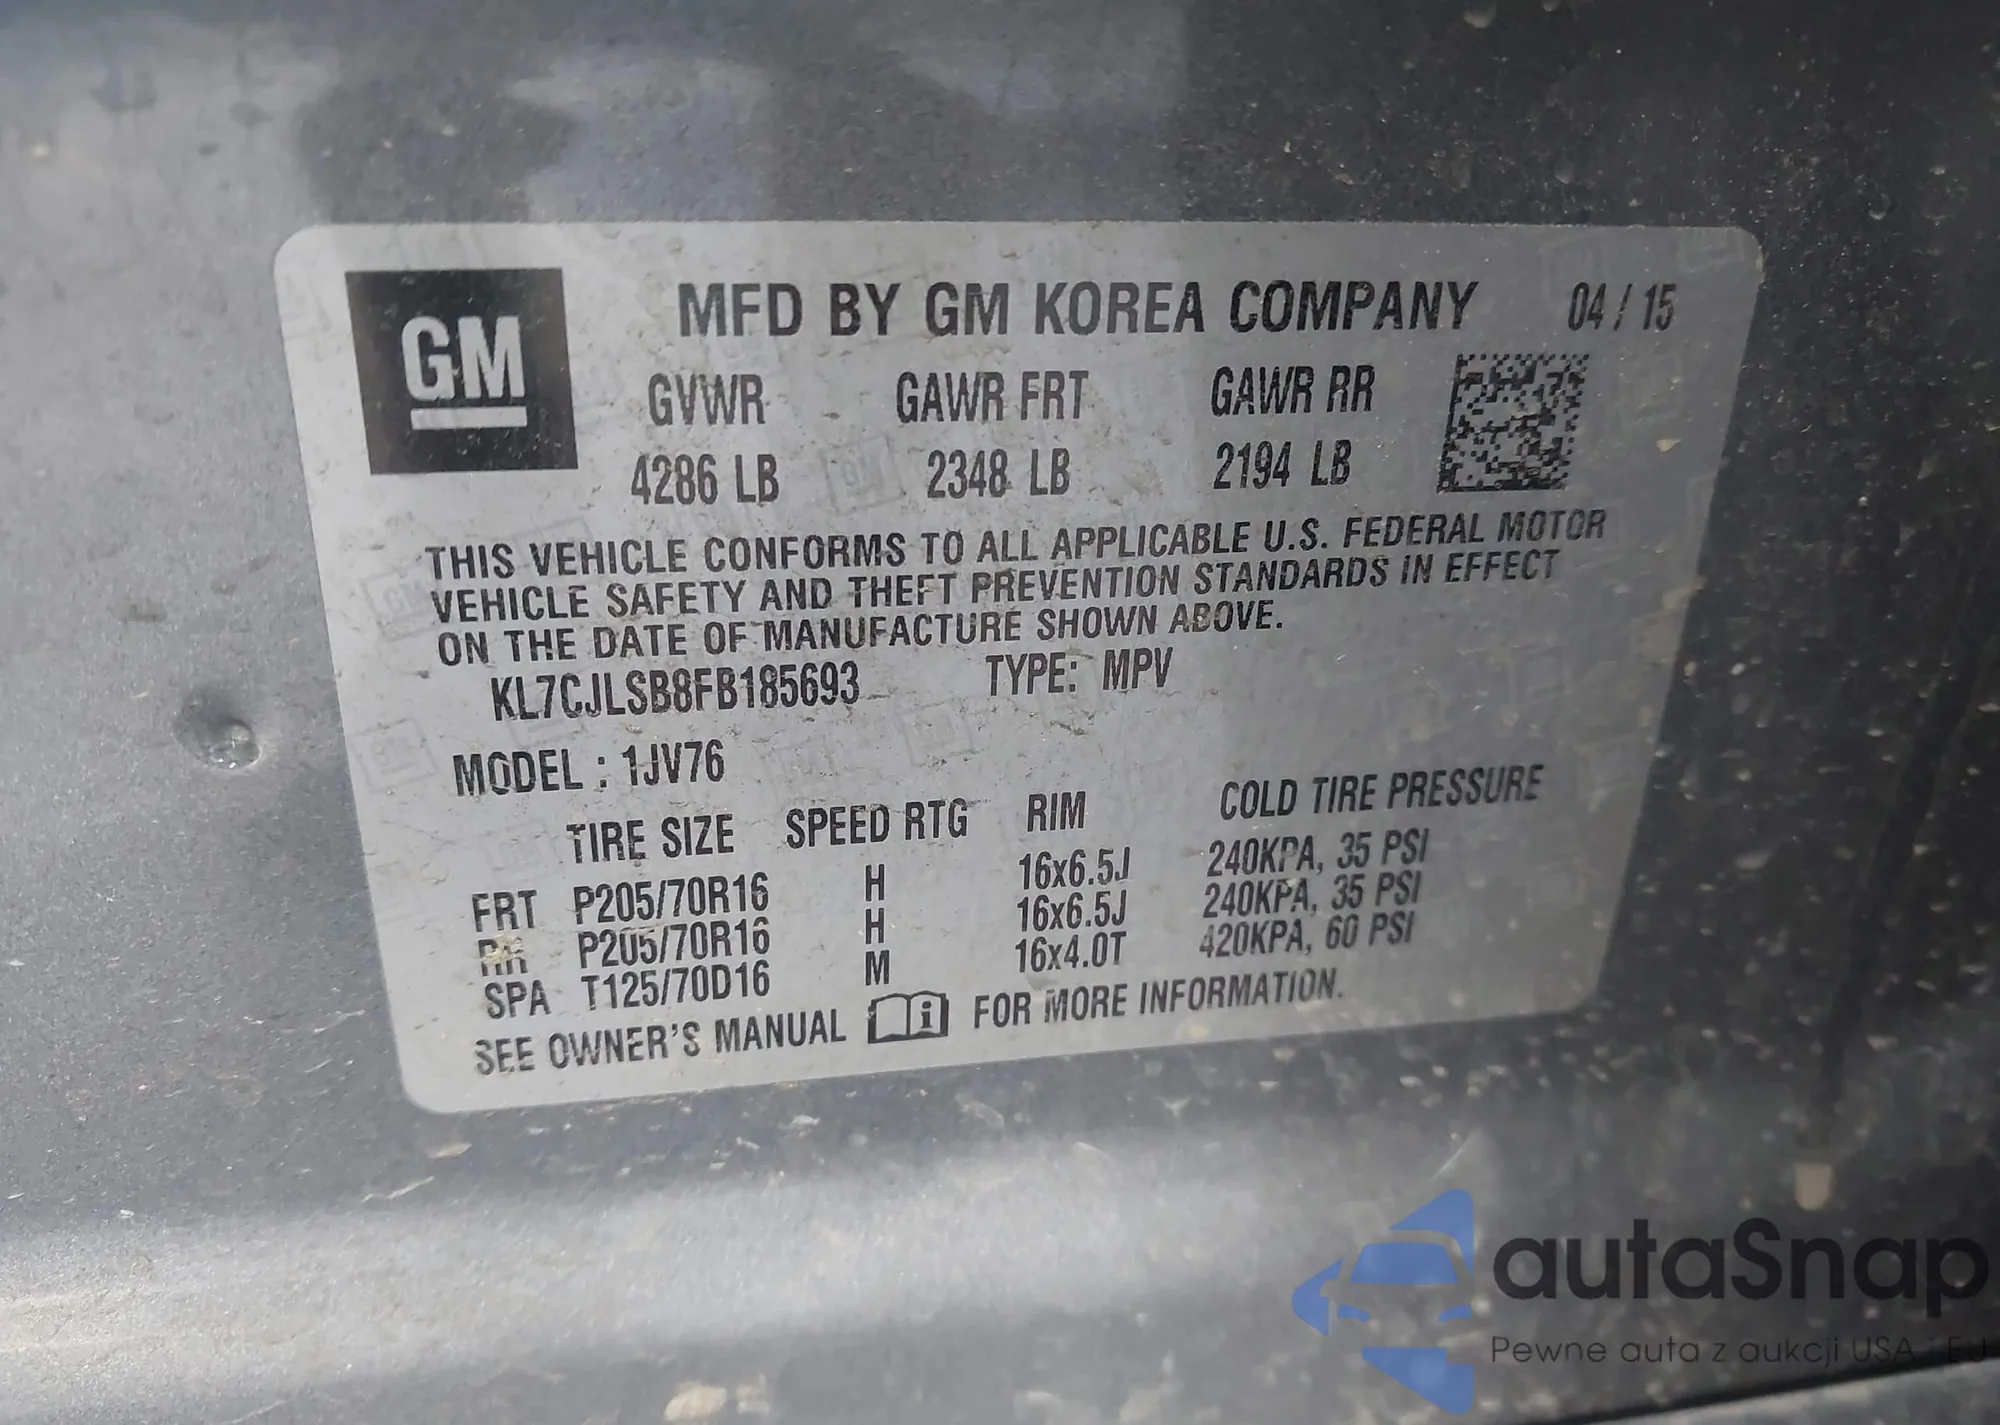 GM
MFD BY GM KOREA COMPANY 04 / 15
GVWR GAWR FRT GAWR RR
4286 LB 2348 LB 2194 LB
THIS VEHICLE CONFORMS TO ALL APPLICABLE U.S. FEDERAL MOTOR
VEHICLE SAFETY AND THEFT PREVENTION STANDARDS IN EFFECT
ON THE DATE OF MANUFACTURE SHOWN ABOVE.
KL7CJLSB8FB185693 TYPE: MPV
MODEL : 1JV76
TIRE SIZE SPEED RTG RIM COLD TIRE PRESSURE
FRT P205/70R16 H 16x6.5J 240KPA, 35 PSI
RR P205/70R16 H 16x6.5J 240KPA, 35 PSI
SPA T125/70D16 M 16x4.0T 420KPA, 60 PSI
SEE OWNER'S MANUAL FOR MORE INFORMATION.
autaSnap
Pewne auta z aukcji USA i EU